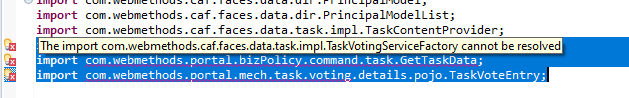 import com.webmethods.caf.faces.data.dir.PrincipalModel;
import com.webmethods.caf.faces.data.dir.PrincipalModelList;
import com.webmethods.caf.faces.data.task.impl.TaskContentProvider;
The import com.webmethods.caf.faces.data.task.impl.TaskVotingServiceFactory cannot be resolved
import com.webmethods.portal.bizPolicy.command.task.GetTaskData;
import com.webmethods.portal.mech.task.voting.details.pojo.TaskVoteEntry;